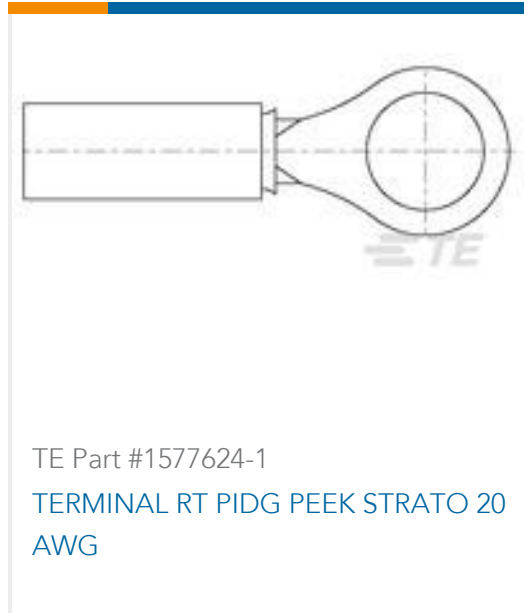 TE
TE Part #1577624-1
TERMINAL RT PIDG PEEK STRATO 20
AWG